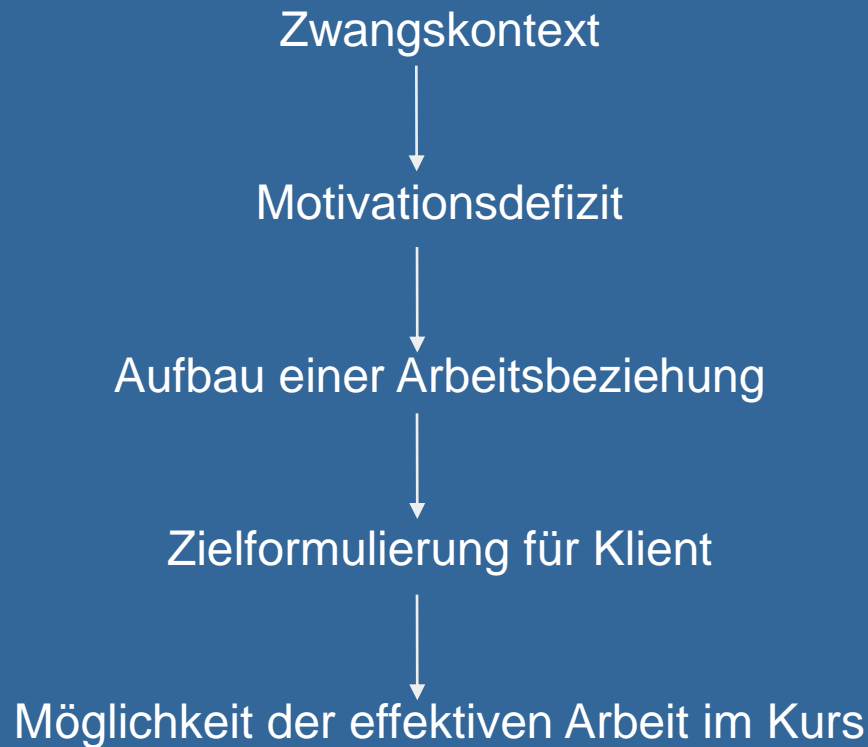 Zwangskontext
Motivationsdefizit
Aufbau einer Arbeitsbeziehung
Zielformulierung für Klient
Möglichkeit der effektiven Arbeit im Kurs